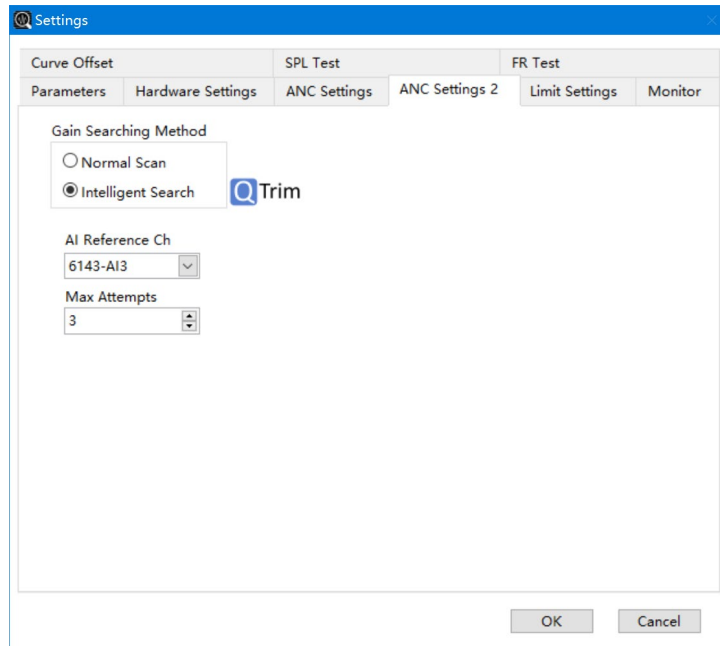 Settings
Curve Offset SPL Test FR Test
Parameters Hardware Settings ANC Settings ANC Settings 2 Limit Settings Monitor
Gain Searching Method
Normal Scan
Intelligent Search QTrim
AI Reference Ch
6143-AI3
Max Attempts
3
OK Cancel